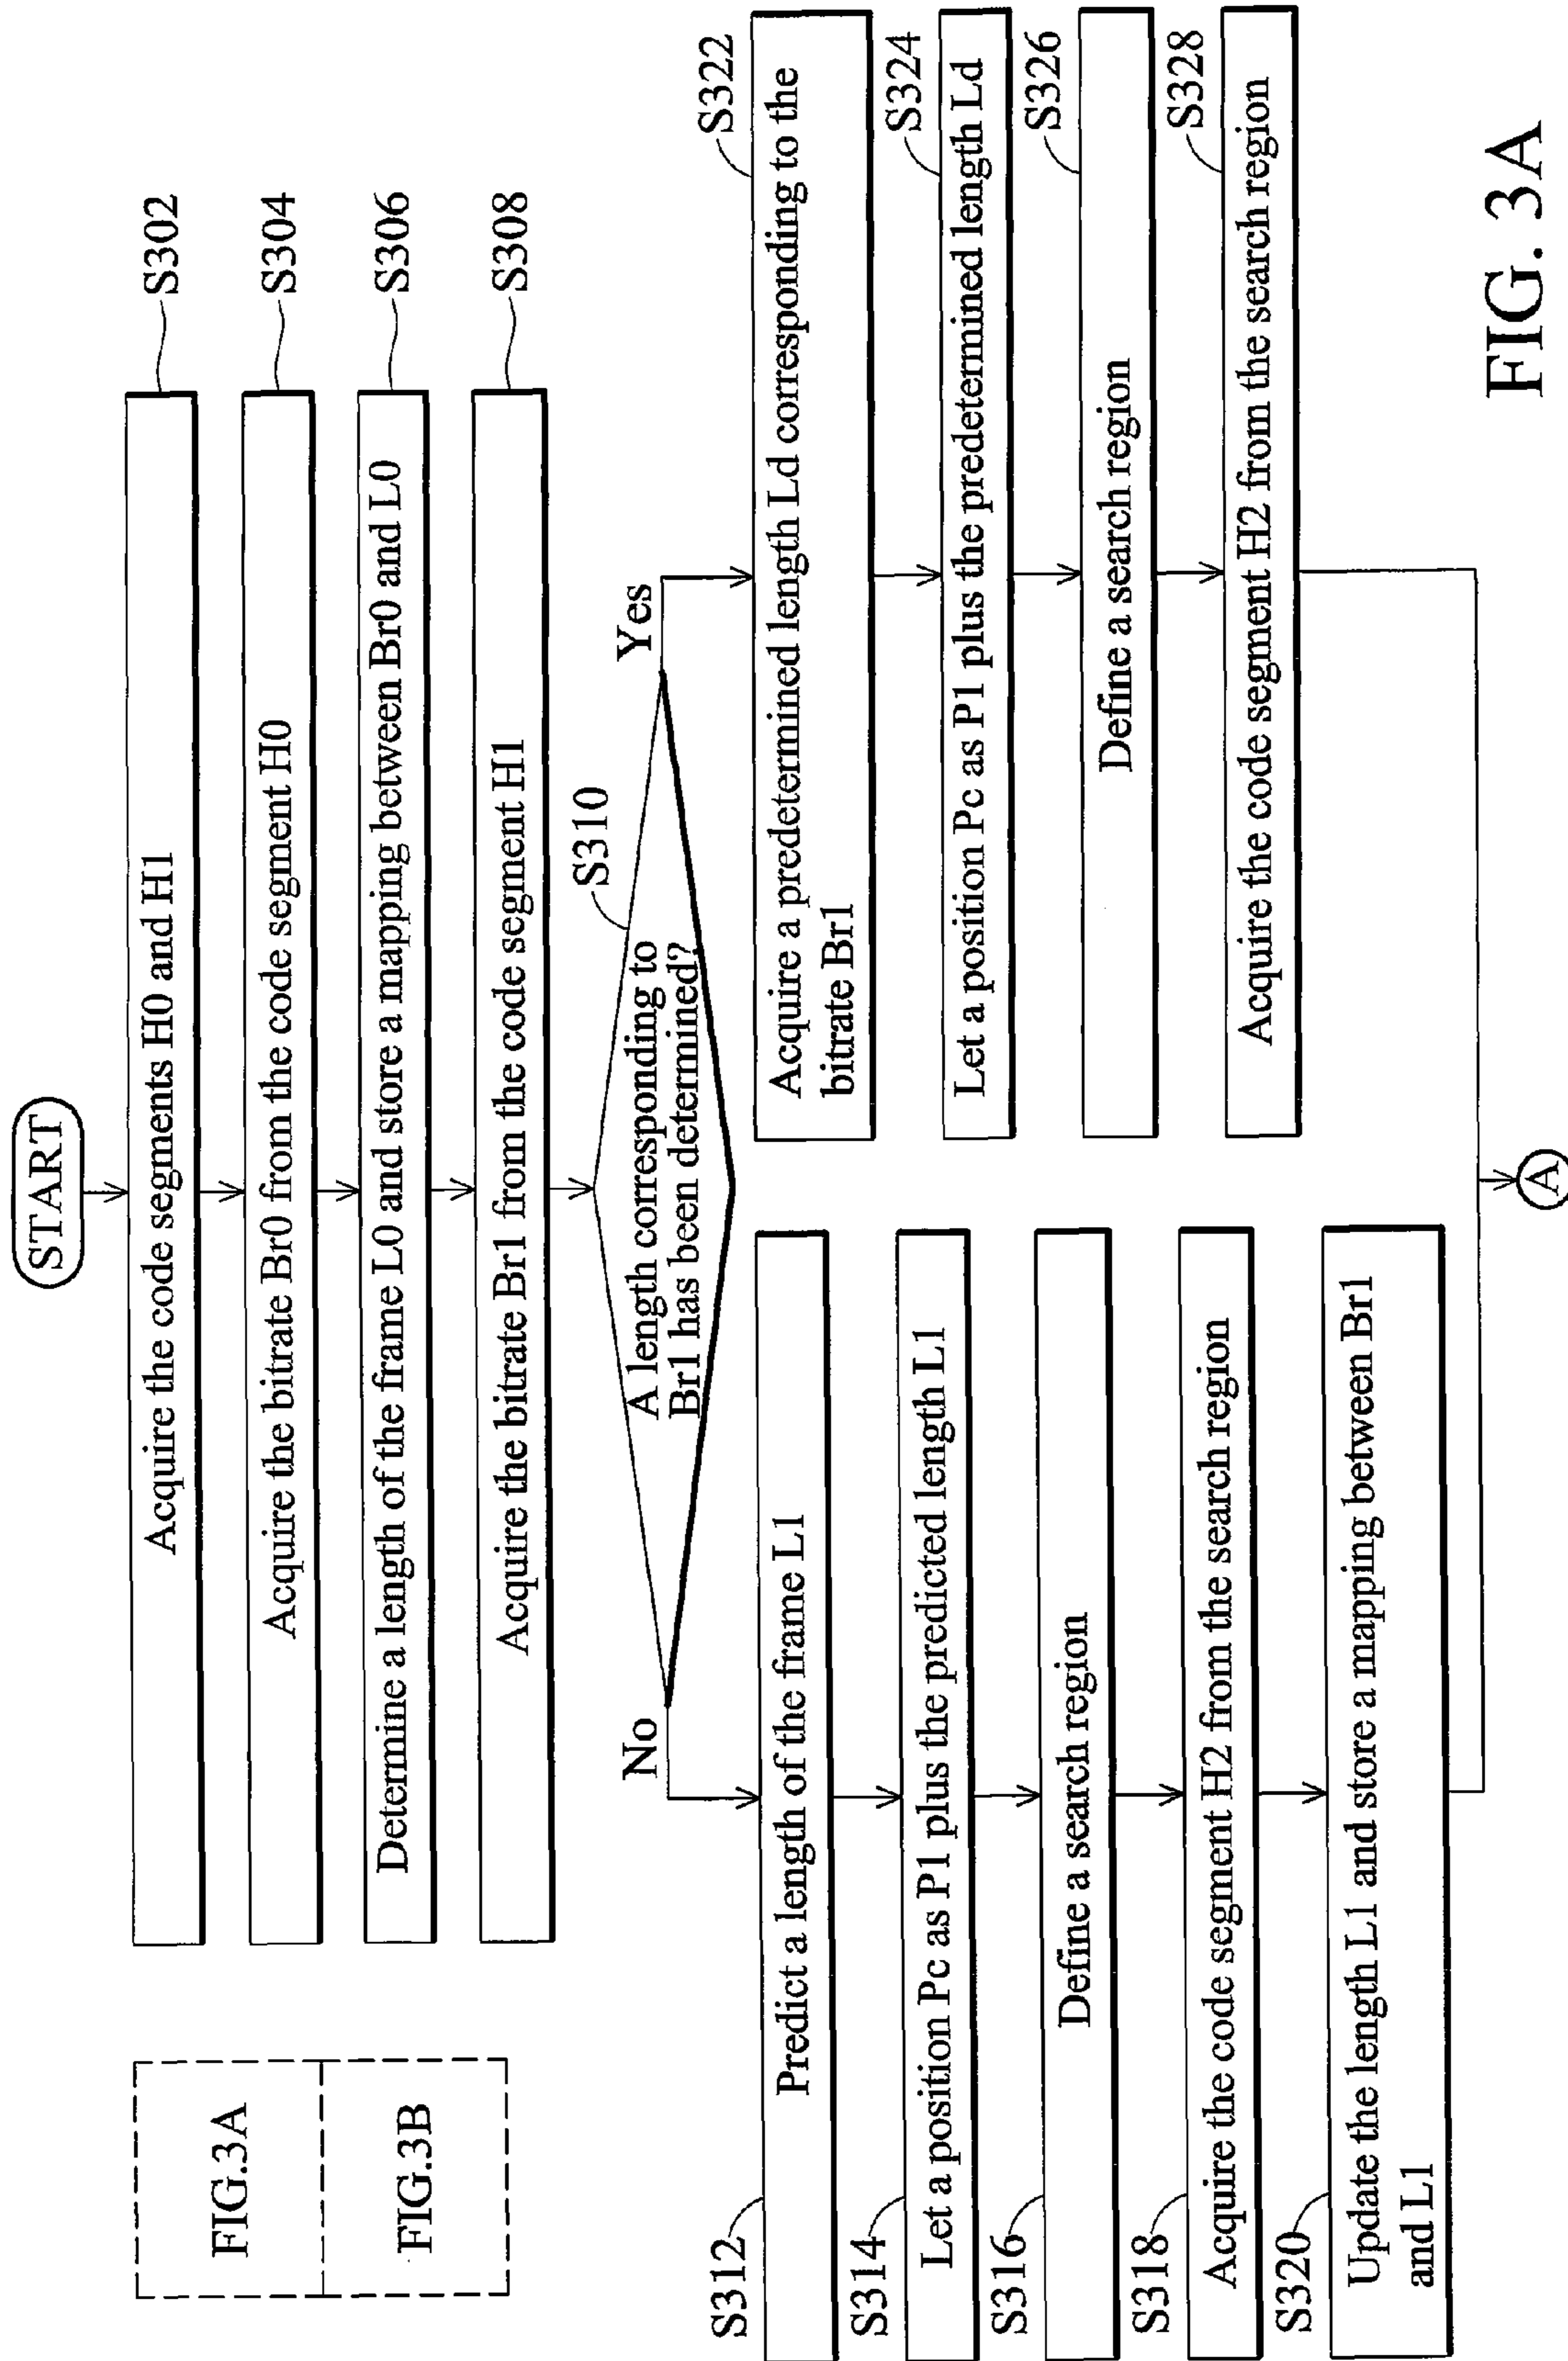 START
Acquire the code segments H0 and H1
S302
Acquire the bitrate Br0 from the code segment H0
S304
Determine a length of the frame L0 and store a mapping between Br0 and L0
S306
Acquire the bitrate Br1 from the code segment H1
S308
FIG.3A
FIG.3B
S310
A length corresponding to
Br1 has been determined?
No
Yes
S312
Predict a length of the frame L1
S314
Let a position Pc as P1 plus the predicted length L1
S316
Define a search region
S318
Acquire the code segment H2 from the search region
S320
Update the length L1 and store a mapping between Br1
and L1
S322
Acquire a predetermined length Ld corresponding to the
bitrate Br1
S324
Let a position Pc as P1 plus the predetermined length Ld
S326
Define a search region
S328
Acquire the code segment H2 from the search region
A
FIG. 3A